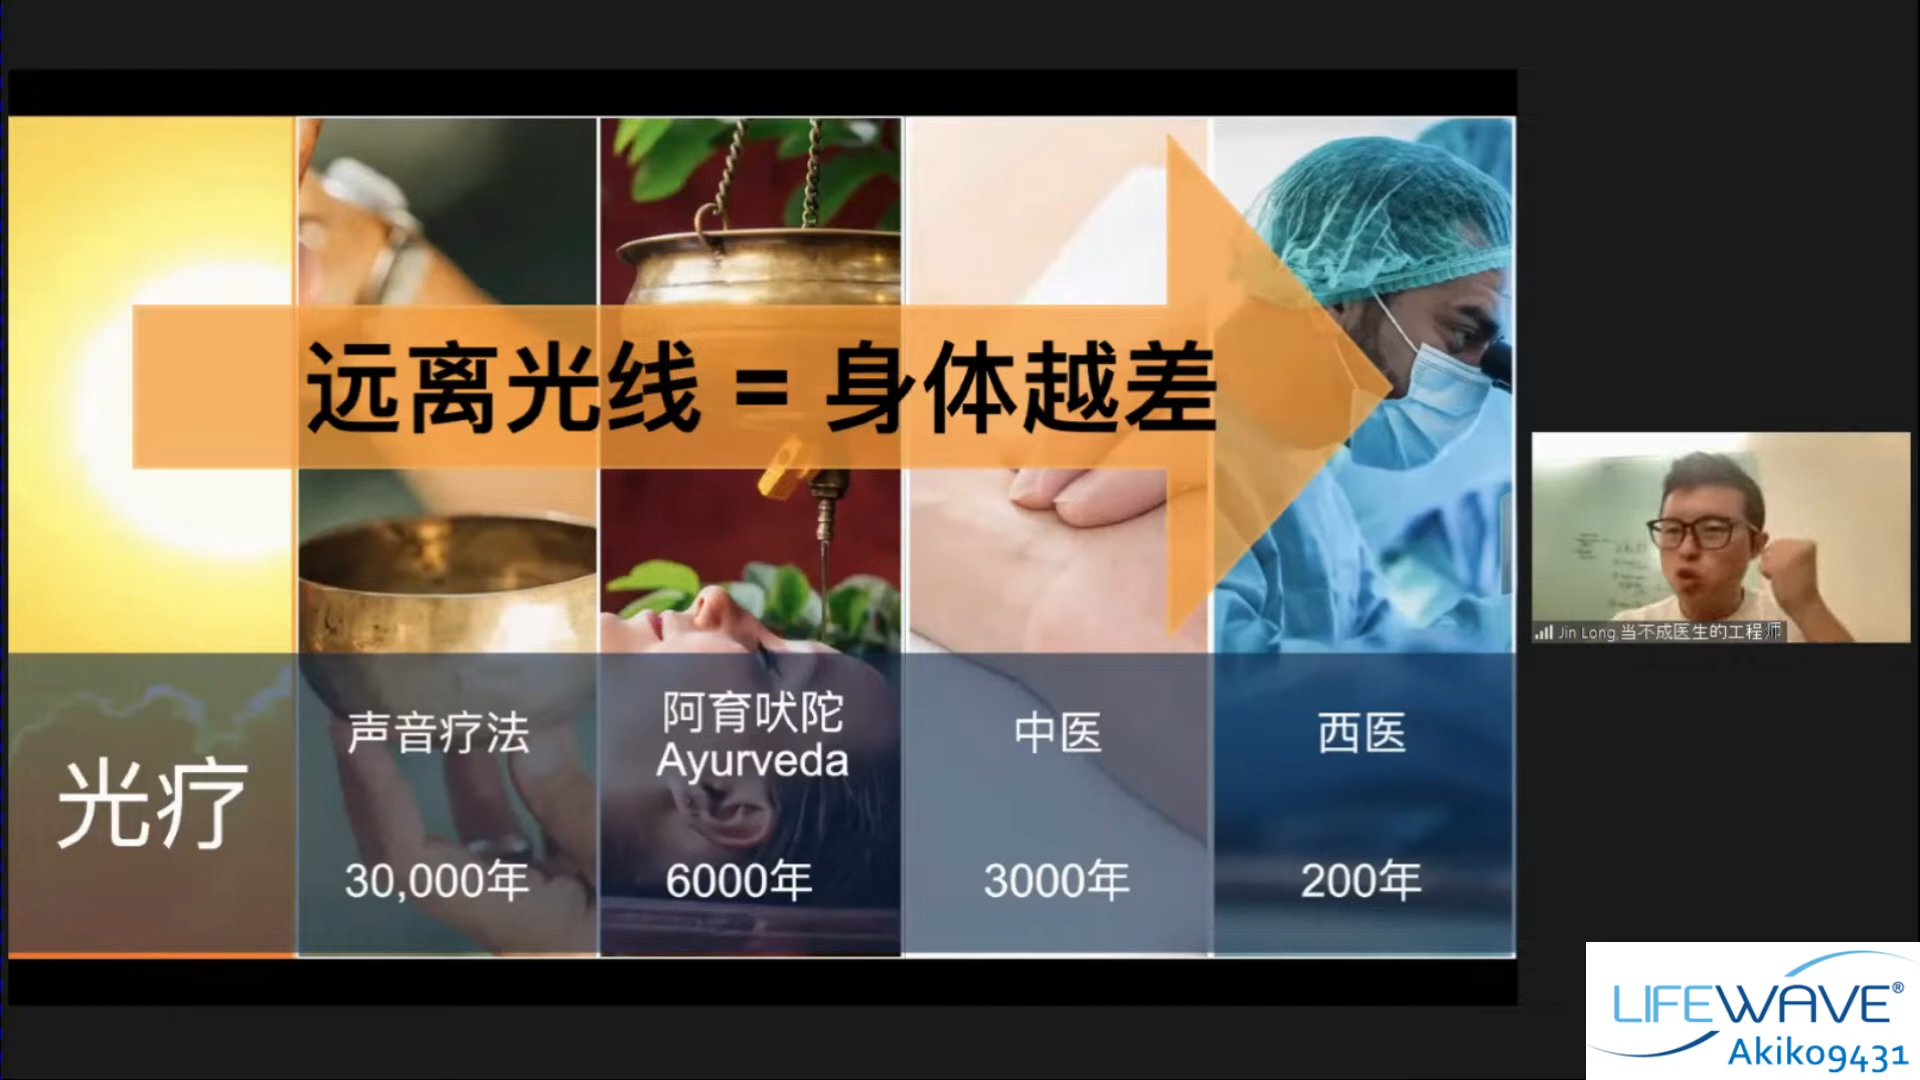 远离光线 = 身体越差
光疗
声音疗法
30,000年
阿育吠陀
Ayurveda
6000年
中医
3000年
西医
200年
Jin Long 当不成医生的工程师
LIFEWAVE®
Akiko9431